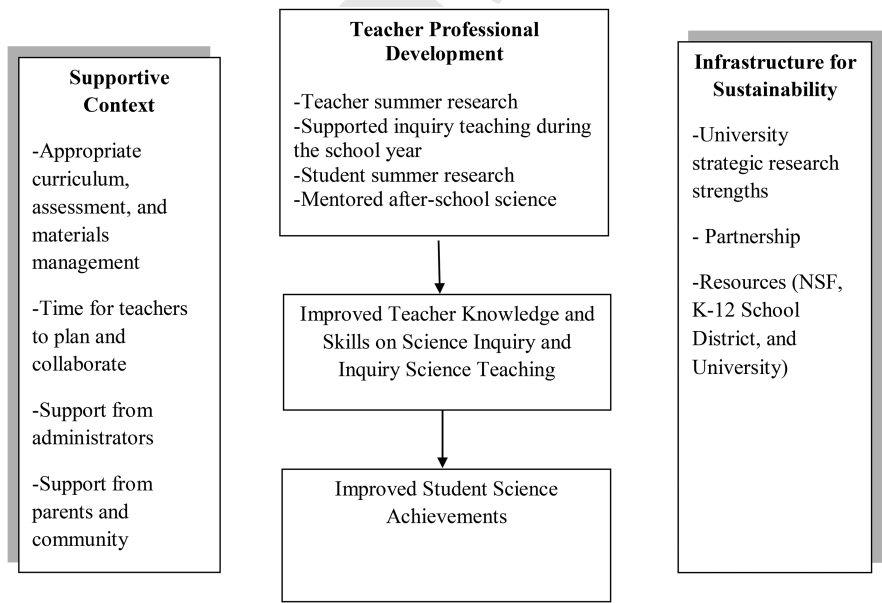 Supportive
Context
-Appropriate
curriculum,
assessment, and
materials
management
-Time for teachers
to plan and
collaborate
-Support from
administrators
-Support from
parents and
community
Teacher Professional
Development
-Teacher summer research
-Supported inquiry teaching during
the school year
-Student summer research
-Mentored after-school science
Improved Teacher Knowledge and
Skills on Science Inquiry and
Inquiry Science Teaching
Improved Student Science
Achievements
Infrastructure for
Sustainability
-University
strategic research
strengths
- Partnership
-Resources (NSF,
K-12 School
District, and
University)